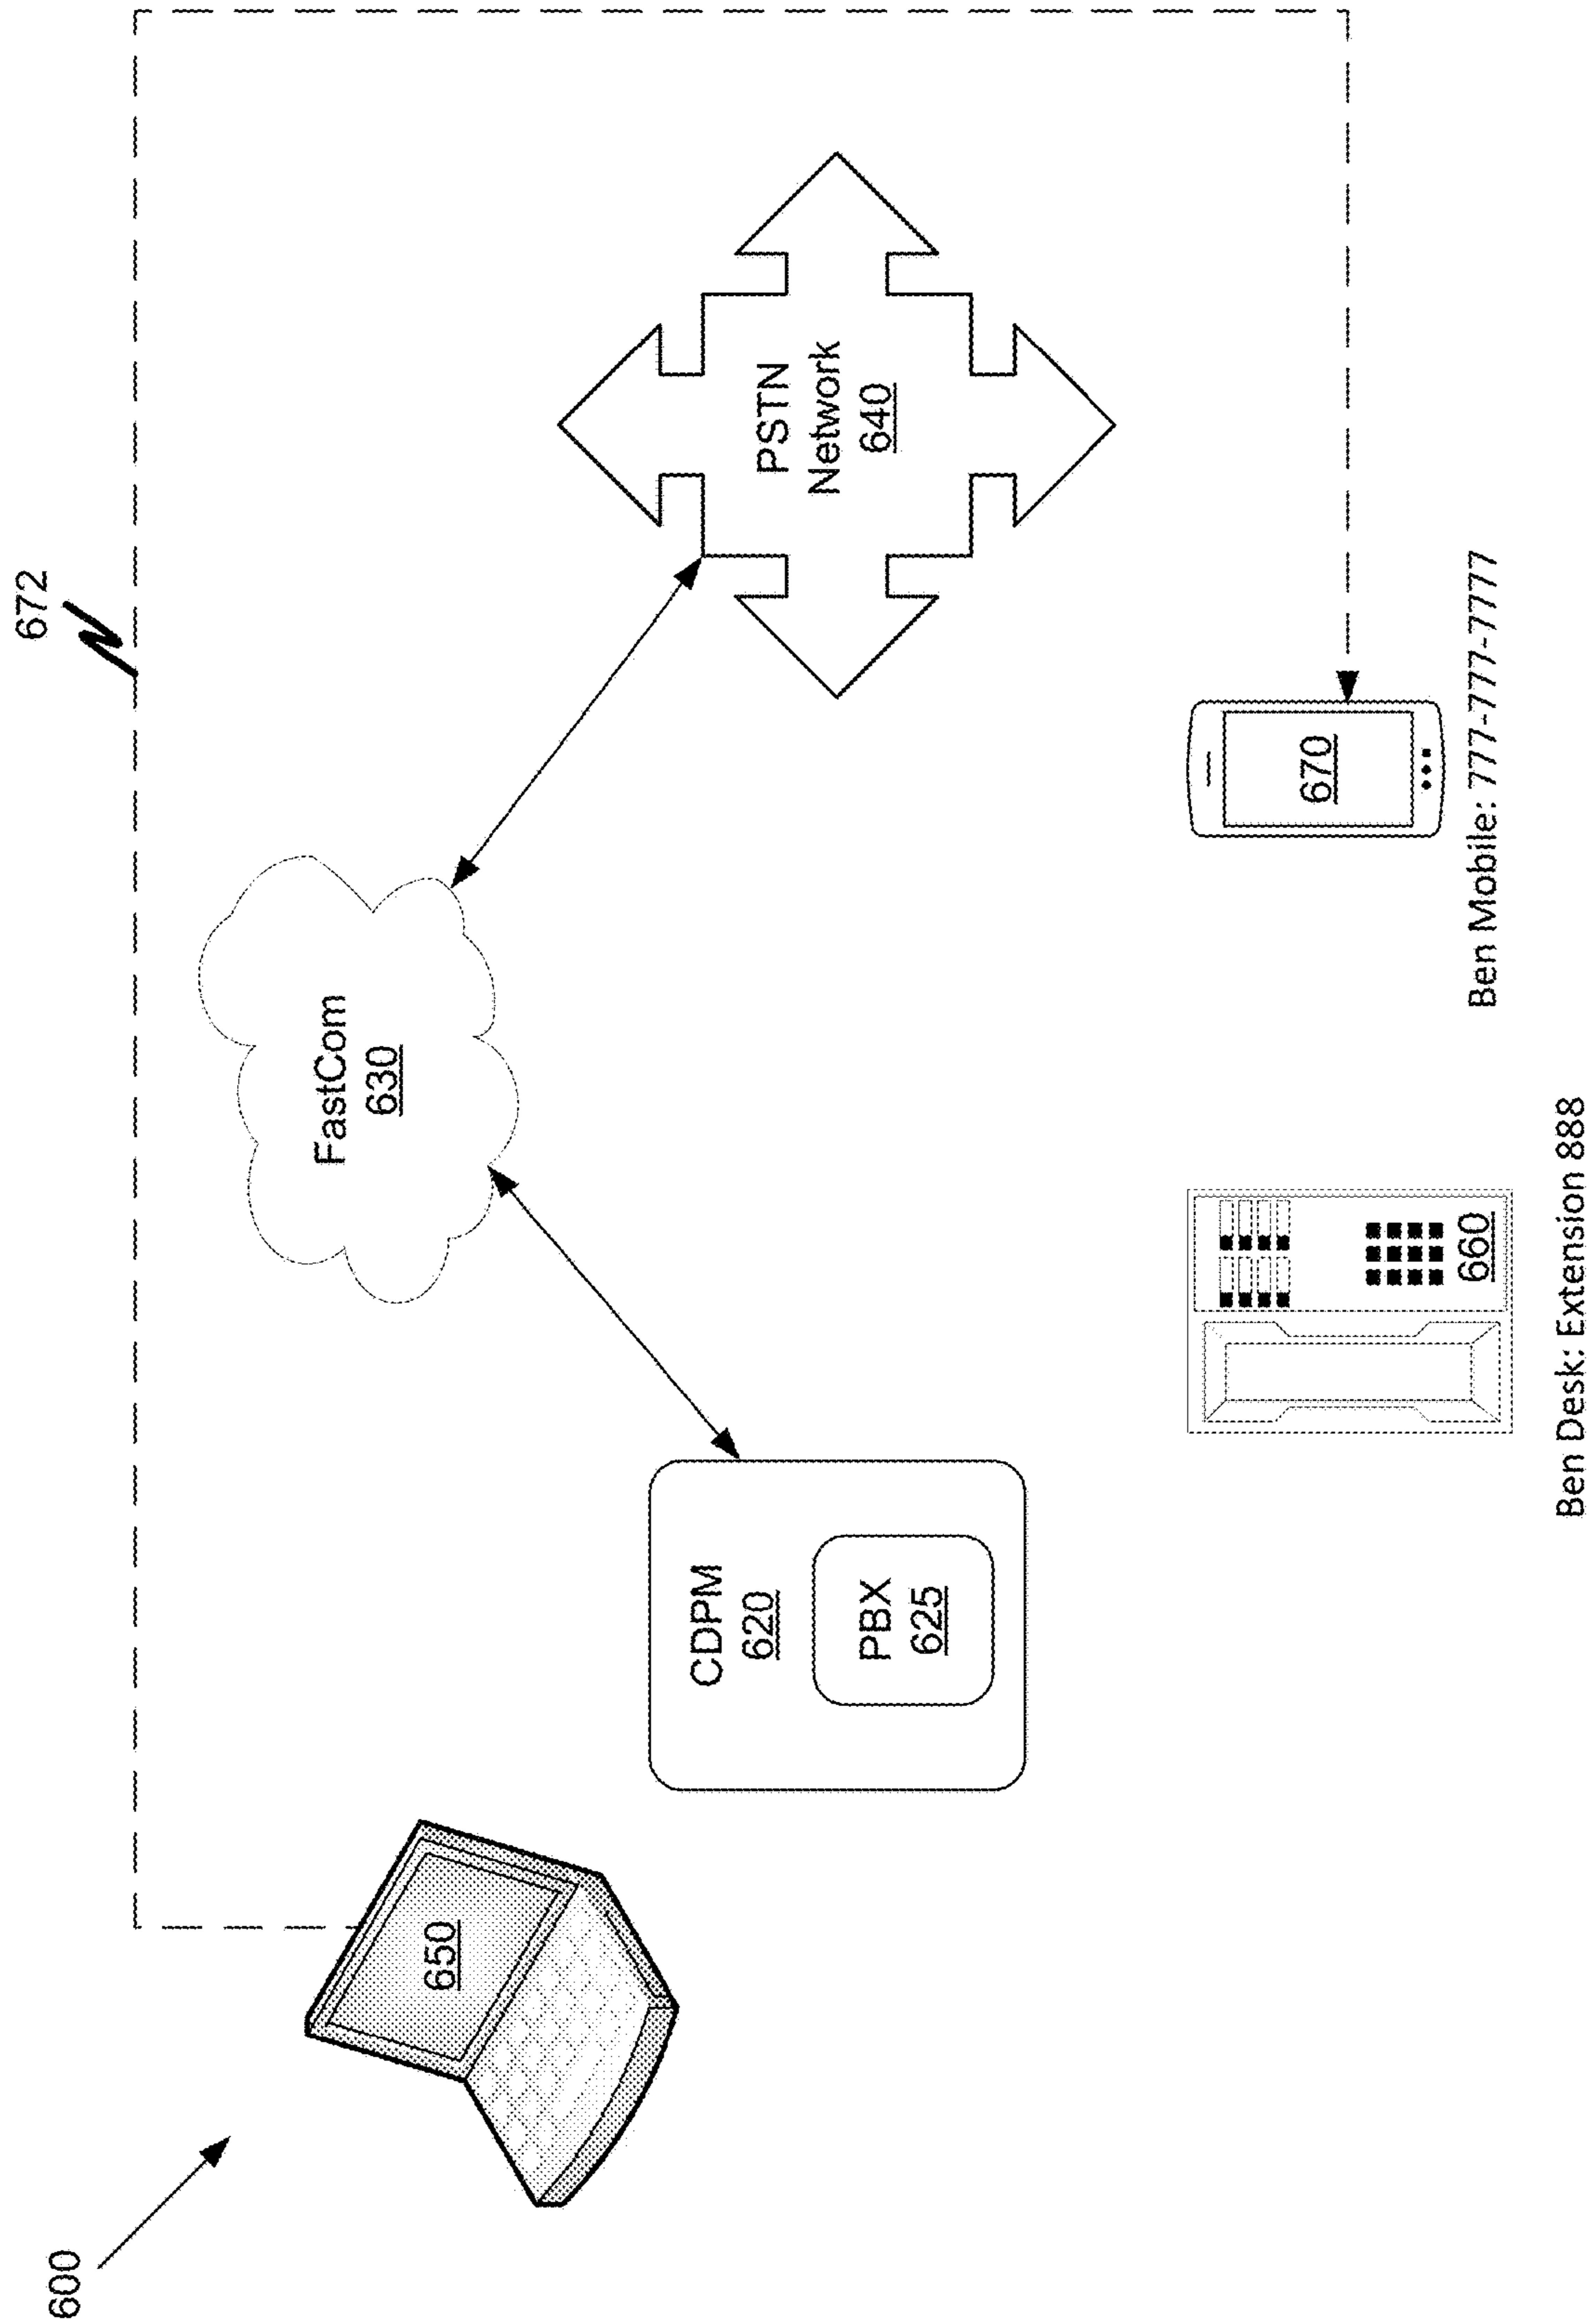 600
672
650
FastCom
630
CDPM
620
PBX
625
PSTN
Network
640
660
Ben Desk: Extension 888
670
Ben Mobile: 777-777-7777